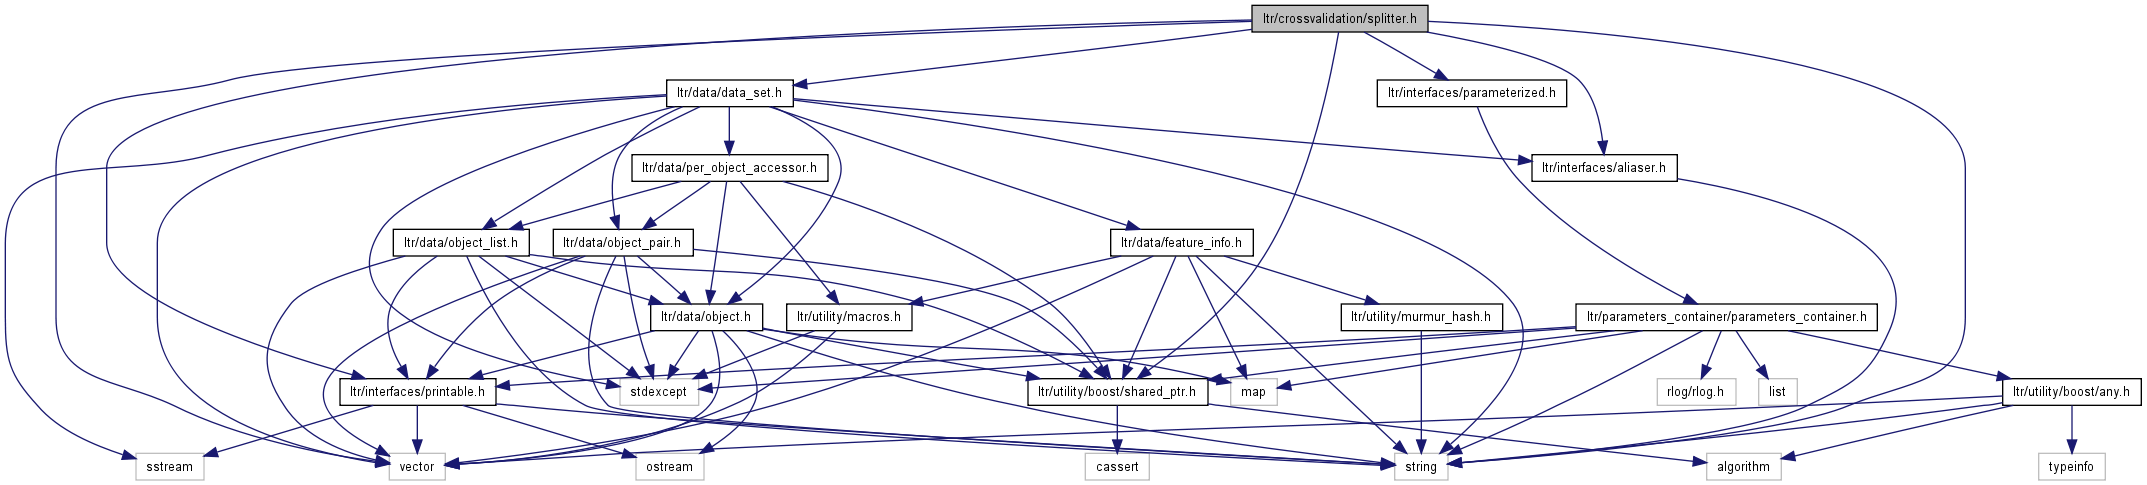 ltr/crossvalidation/splitter.h
ltr/data/data_set.h
ltr/interfaces/parameterized.h
ltr/data/per_object_accessor.h
ltr/interfaces/aliaser.h
ltr/data/object_list.h
ltr/data/object_pair.h
ltr/data/feature_info.h
ltr/data/object.h
ltr/utility/macros.h
ltr/utility/murmur_hash.h
ltr/parameters_container/parameters_container.h
ltr/interfaces/printable.h
stdexcept
ltr/utility/boost/shared_ptr.h
map
rlog/rlog.h
list
ltr/utility/boost/any.h
sstream
vector
ostream
cassert
string
algorithm
typeinfo